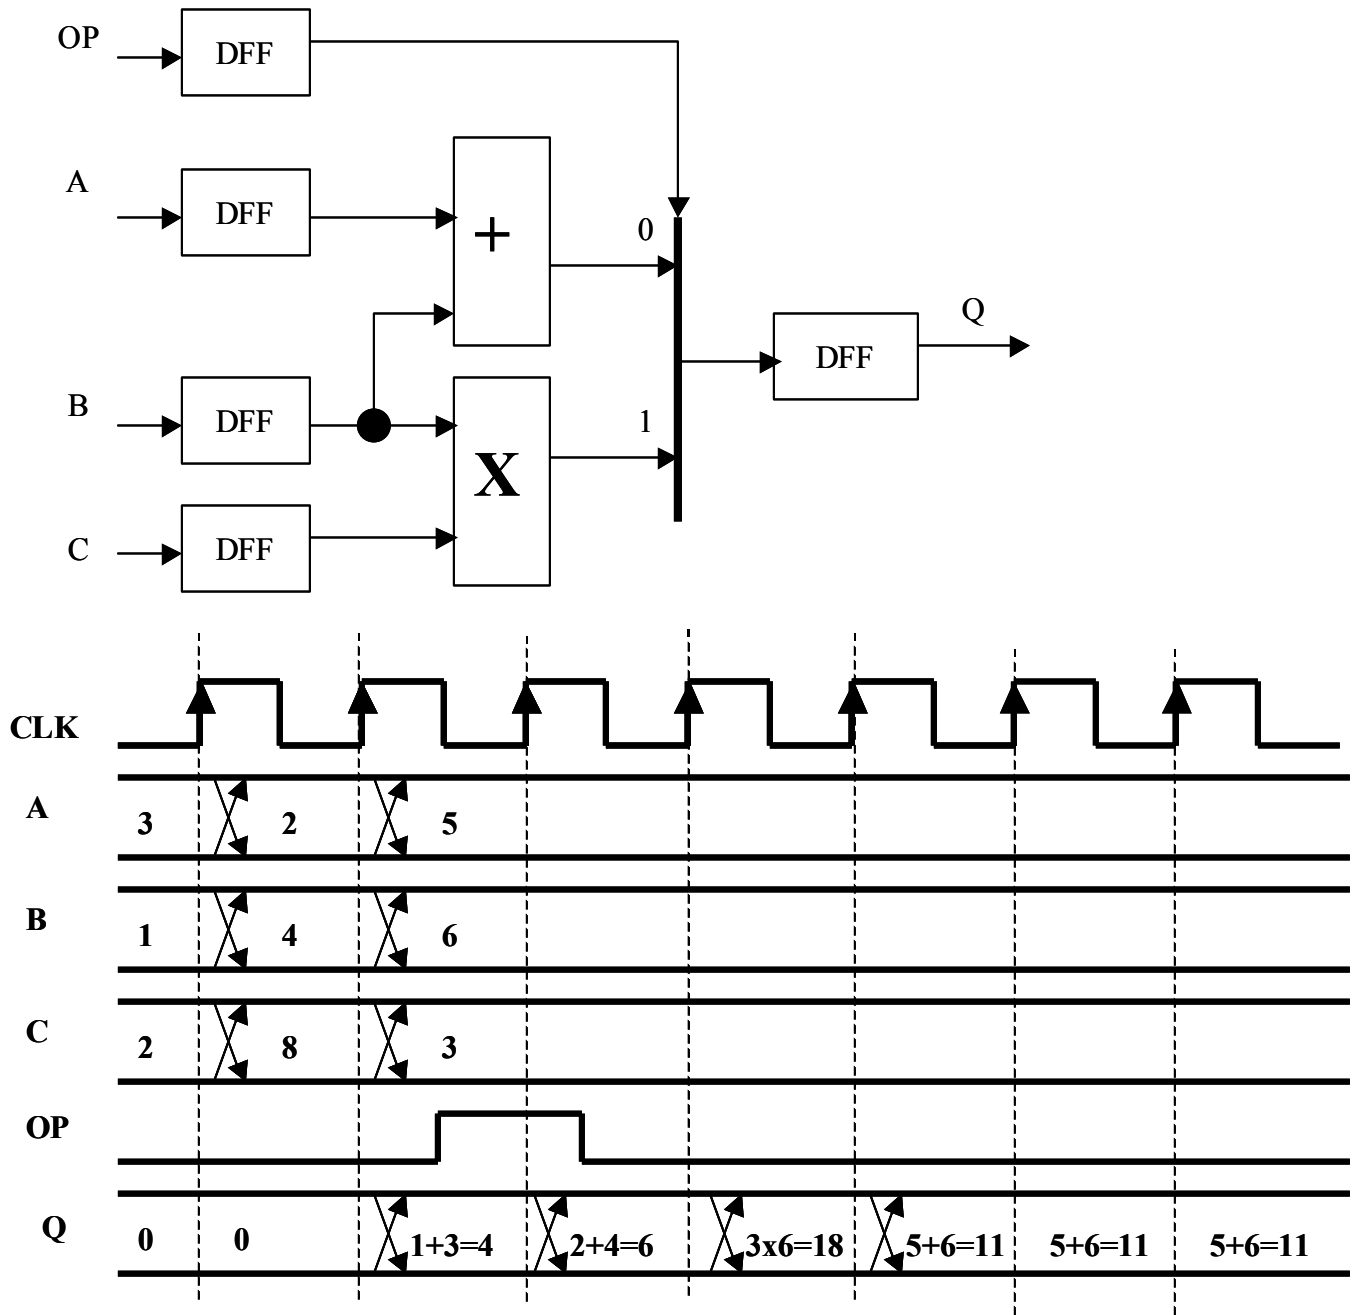 OP
DFF
A
DFF
+
0
B
DFF
X
1
DFF
Q
C
DFF
CLK
A
3 2 5
B
1 4 6
C
2 8 3
OP
Q
0 0 1+3=4 2+4=6 3x6=18 5+6=11 5+6=11 5+6=11